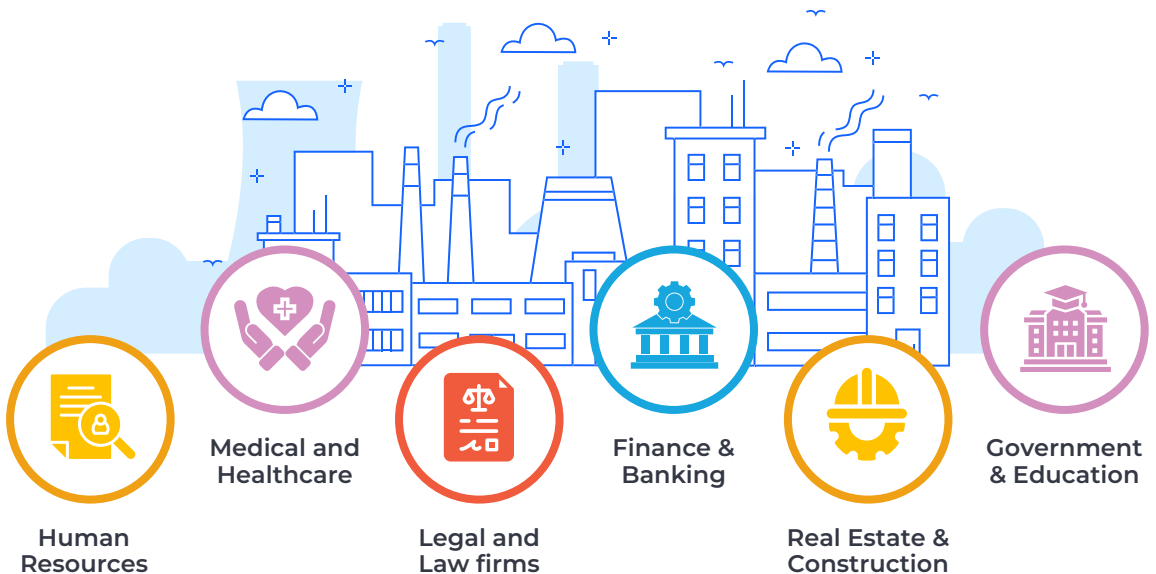 Human
Resources
Medical and
Healthcare
Legal and
Law firms
Finance &
Banking
Real Estate &
Construction
Government
& Education